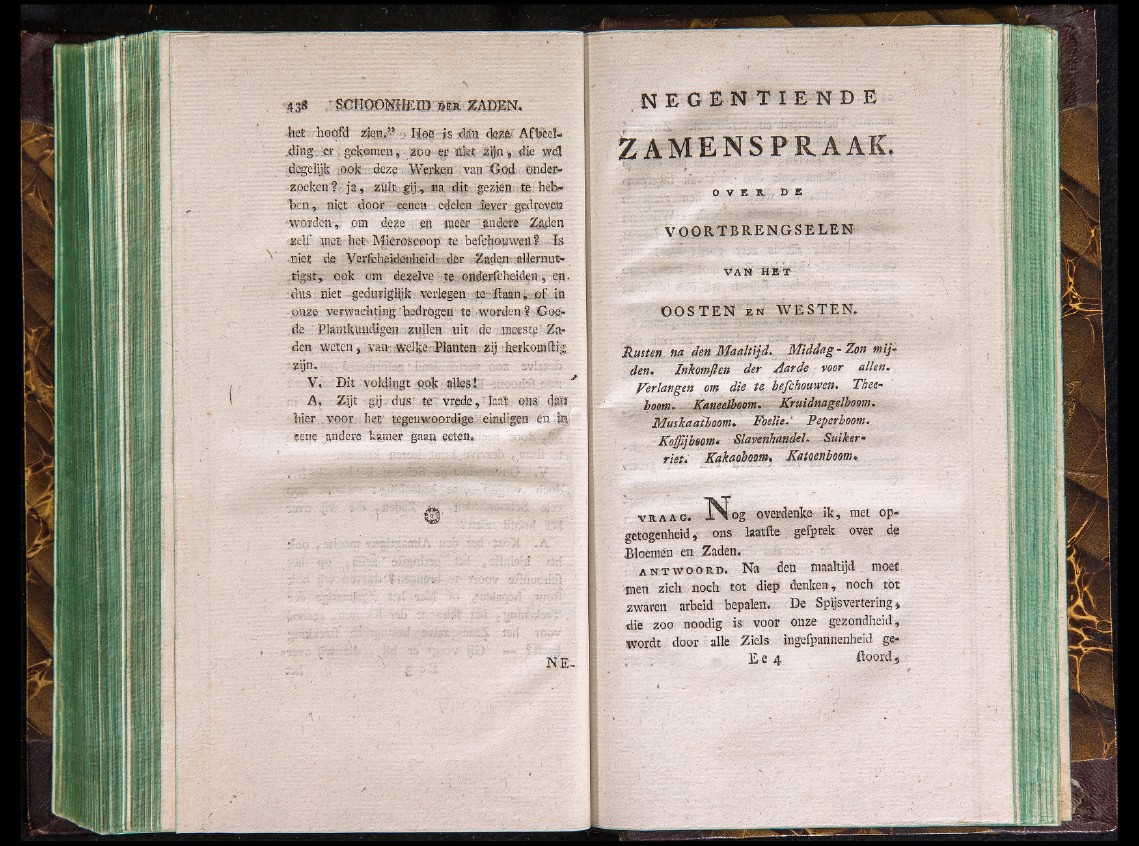 438 SCHOONHEID DER ZADEN.
het hoofd zien.” Hoe is dan deze Afbeel-
ding er gekomen, zoo er niet zijn, die wel
degelijk ook deze Werken van God onder-
zoeken? ja, zult gij, na dit gezien te heb-
ben, niet door eenen edelen iever gedreven
worden, om deze en meer andere Zaden
zelf met het Microscoop te beſchouwen? Is
niet de Verſcheidenheid der Zaden allernut-
tigst, ook om dezelve te onderſcheiden, en
dus niet geduriglijk verlegen te ſtaan, of in
onze verwachting bedrogen te worden? Goe-
de Plantkundigen zullen uit de meeste Za-
den weten, van welke Planten zij herkomſtig
zijn.
V. Dit voldingt ook alles!
A. Zijt gij dus te vrede, laat ons dan
hier voor het tegenwoordige eindigen en in
eene andere kamer gaan eeten.
NE-
NEGENTIENDE
ZAMENSPRAAK.
OVER DE
VOORTBRENGSELEN
VAN HET
OOSTEN EN WESTEN.
Rusten na den Maaltijd. Middag-Zon mij-
den. Inkomſten der Aarde voor allen.
Verlangen om die te beſchouwen. Thee-
boom. Kaneelboom. Kruidnagelboom.
Muskaatboom. Foelie. Peperboom.
Koffijboom. Slavenhandel. Suiker-
riet. Kakaoboom. Katoenboom.
VRAAG. Nog overdenke ik, met op-
getogenheid, ons laatſte geſprek over de
Bloemen en Zaden.
ANTWOORD. Na den maaltijd moet
men zich noch tot diep denken, noch tot
zwaren arbeid bepalen. De Spijsvertering,
die zoo noodig is voor onze gezondheid,
wordt door alle Ziels ingeſpannenheid ge-
Ee 4 ſtoord,